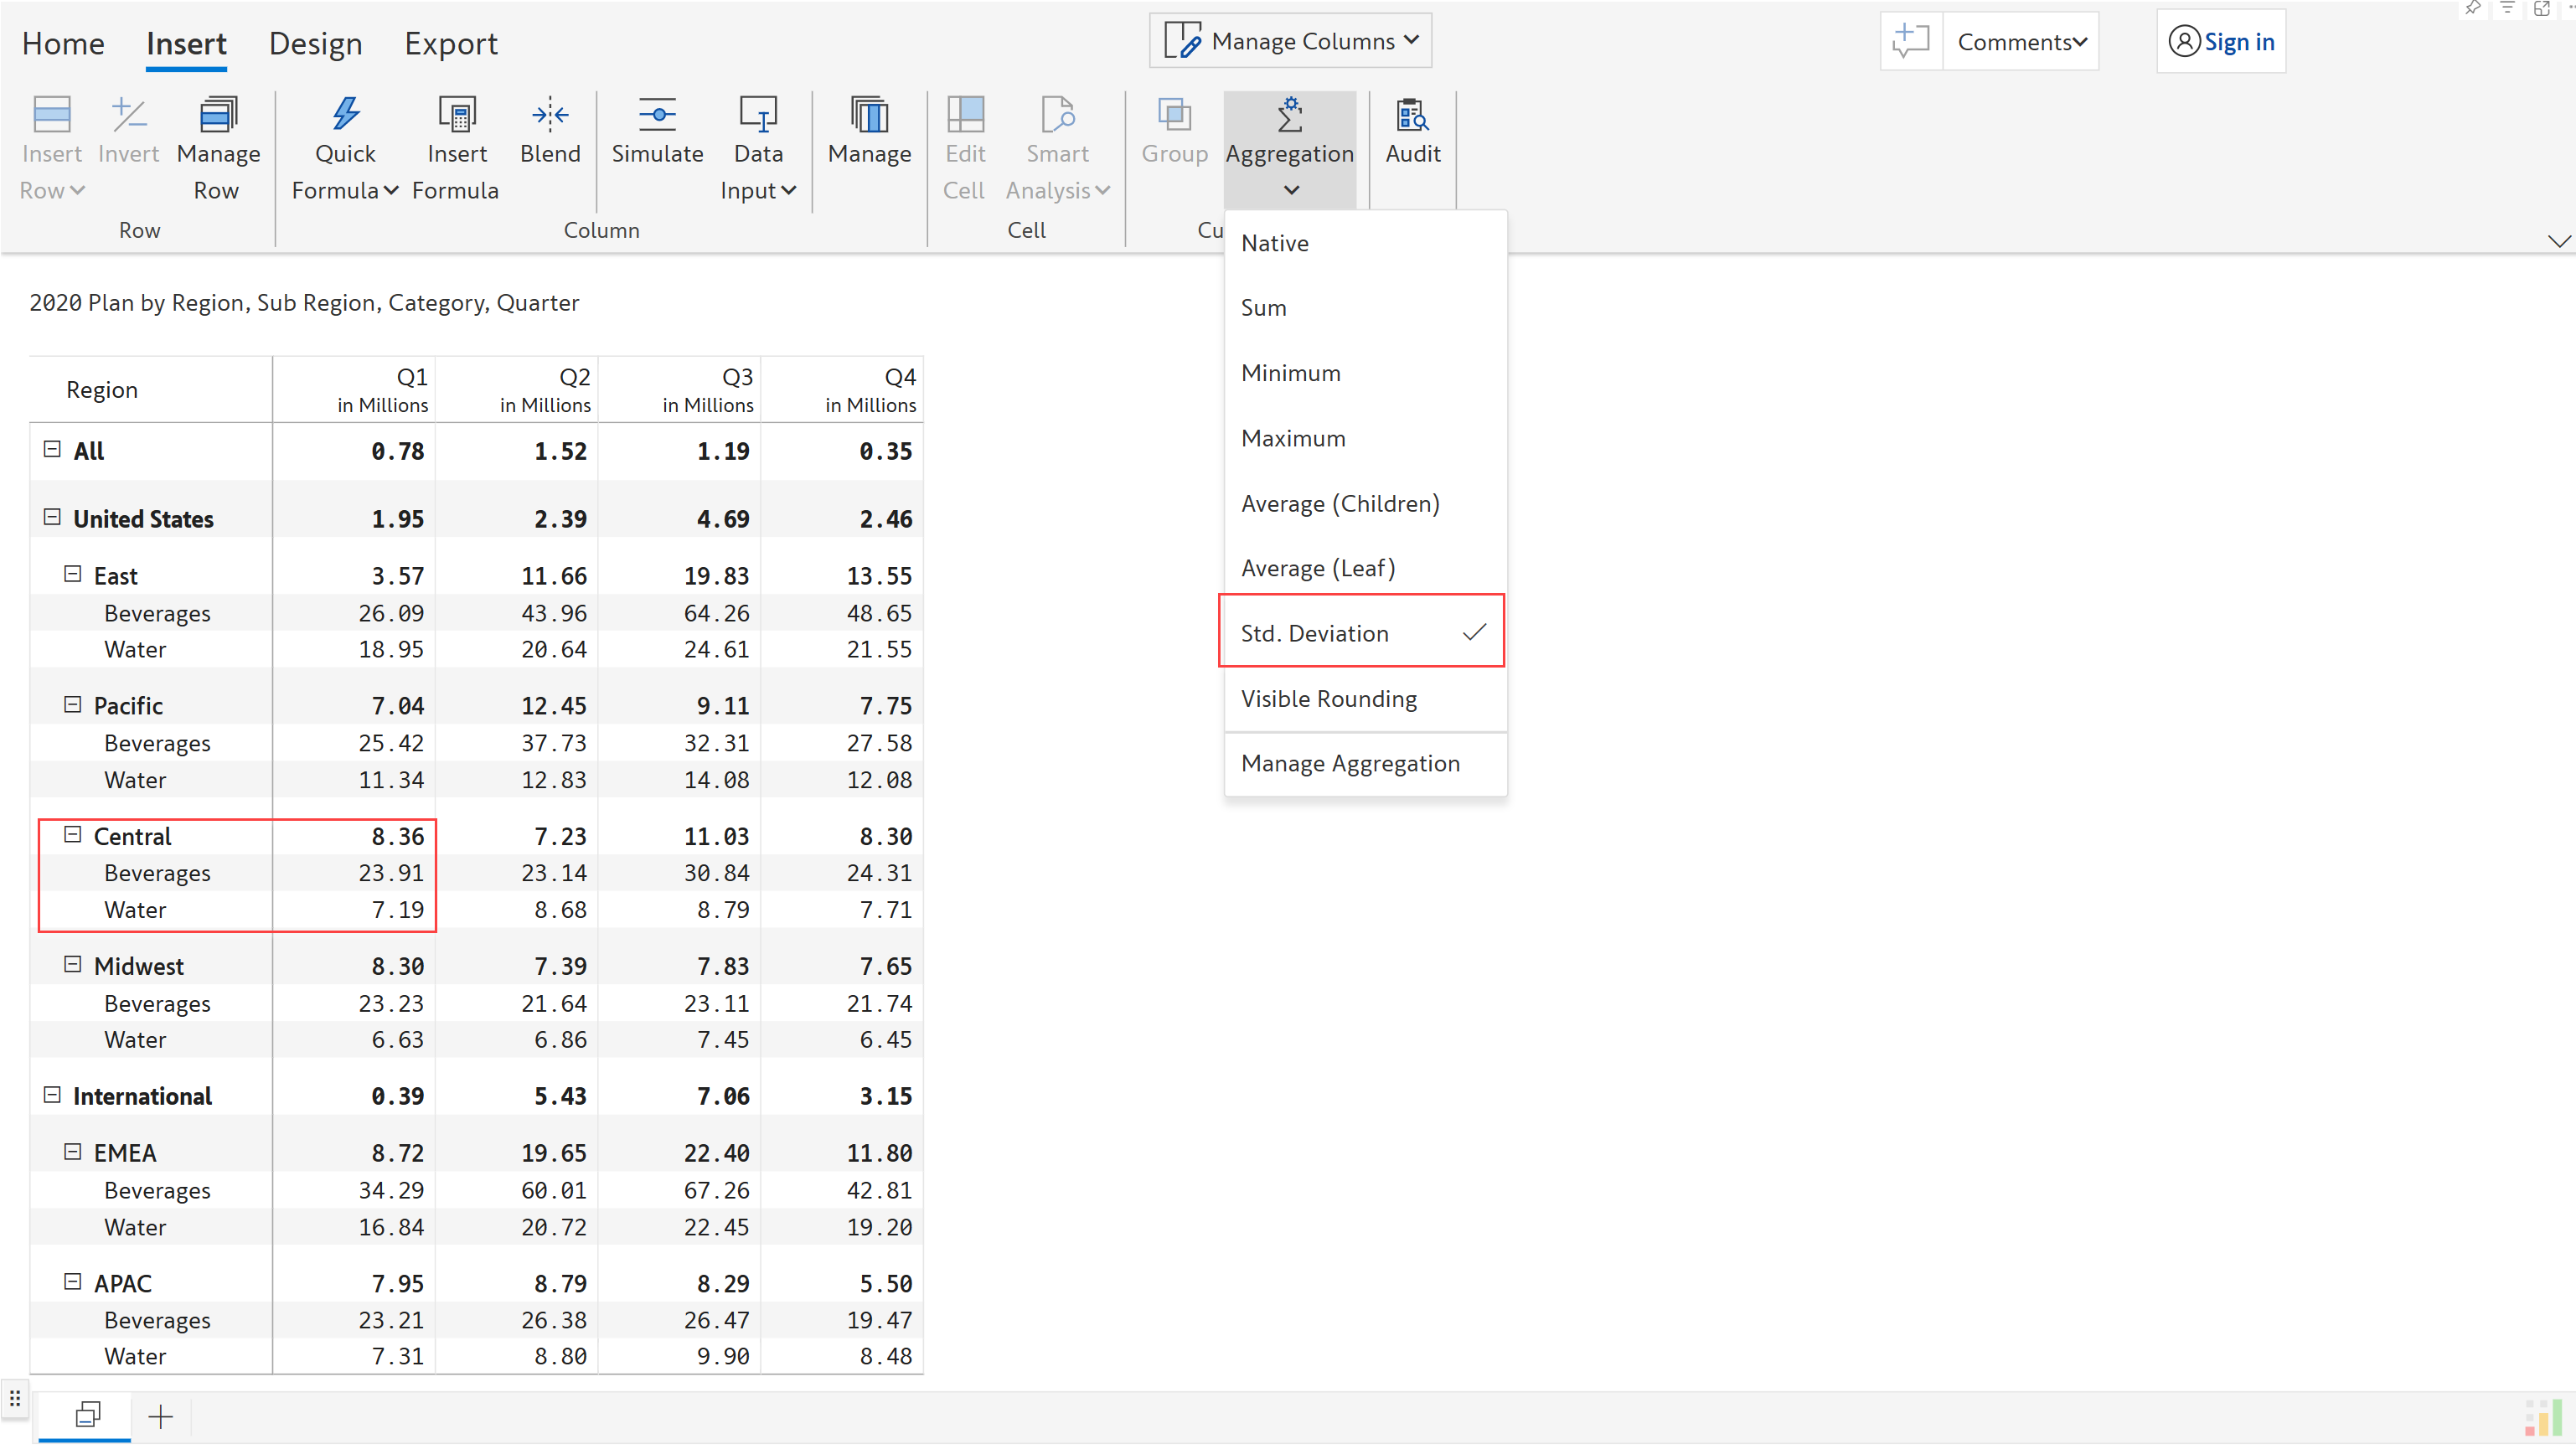 Home Insert Design Export Manage Columns Comments Sign in
Insert Invert Manage Quick Insert Blend Simulate Data Manage Edit Smart Group Aggregation Audit
Row Row Formula Formula Input Cell Analysis
Row Column Cell Cu
Native
Sum
Minimum
Maximum
Average (Children)
Average (Leaf)
Std. Deviation
Visible Rounding
Manage Aggregation
2020 Plan by Region, Sub Region, Category, Quarter
Region Q1 Q2 Q3 Q4
in Millions in Millions in Millions in Millions
All 0.78 1.52 1.19 0.35
United States 1.95 2.39 4.69 2.46
East 3.57 11.66 19.83 13.55
Beverages 26.09 43.96 64.26 48.65
Water 18.95 20.64 24.61 21.55
Pacific 7.04 12.45 9.11 7.75
Beverages 25.42 37.73 32.31 27.58
Water 11.34 12.83 14.08 12.08
Central 8.36 7.23 11.03 8.30
Beverages 23.91 23.14 30.84 24.31
Water 7.19 8.68 8.79 7.71
Midwest 8.30 7.39 7.83 7.65
Beverages 23.23 21.64 23.11 21.74
Water 6.63 6.86 7.45 6.45
International 0.39 5.43 7.06 3.15
EMEA 8.72 19.65 22.40 11.80
Beverages 34.29 60.01 67.26 42.81
Water 16.84 20.72 22.45 19.20
APAC 7.95 8.79 8.29 5.50
Beverages 23.21 26.38 26.47 19.47
Water 7.31 8.80 9.90 8.48